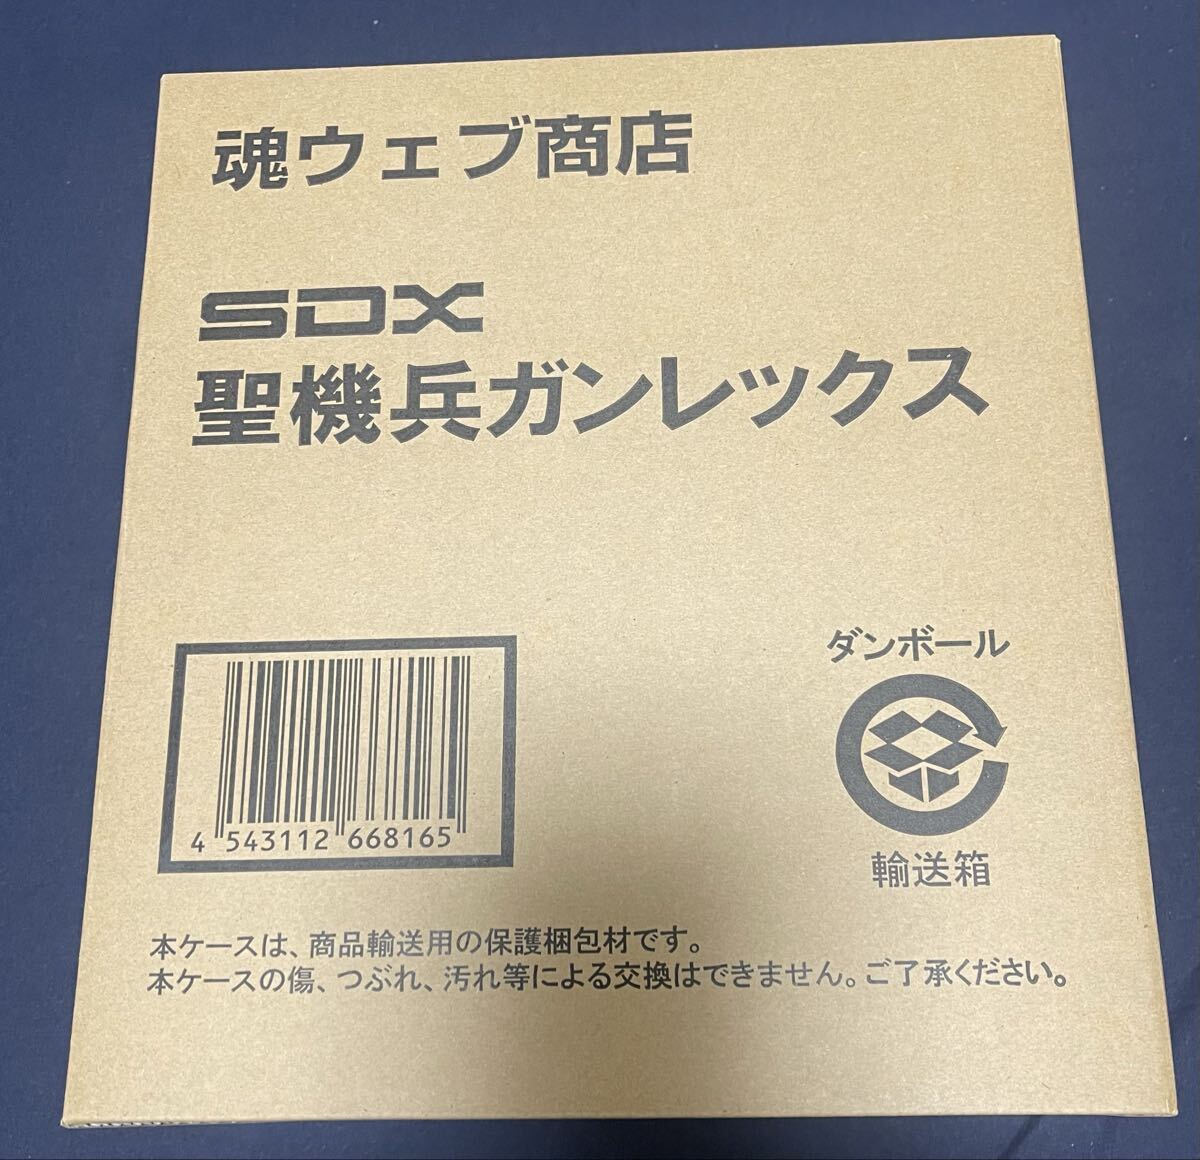 魂ウェブ商店
SDX
聖機兵ガンレックス
ダンボール
4 543112 668165
輸送箱
本ケースは、商品輸送用の保護梱包材です。
本ケースの傷、つぶれ、汚れ等による交換はできません。ご了承ください。